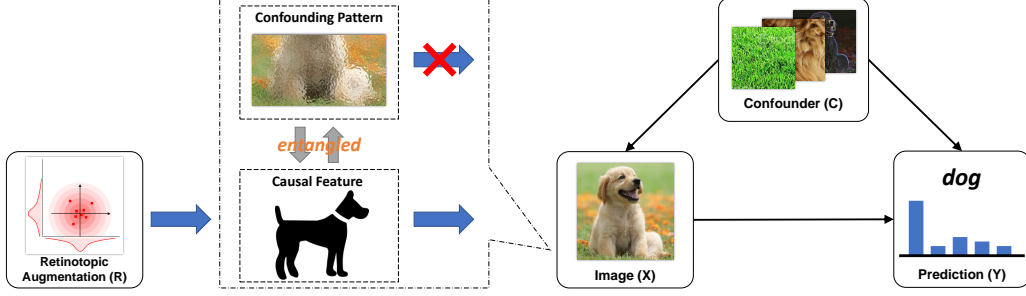 Confounding Pattern
entangled
Causal Feature
Retinotopic
Augmentation (R)
Confounder (C)
Image (X)
dog
Prediction (Y)